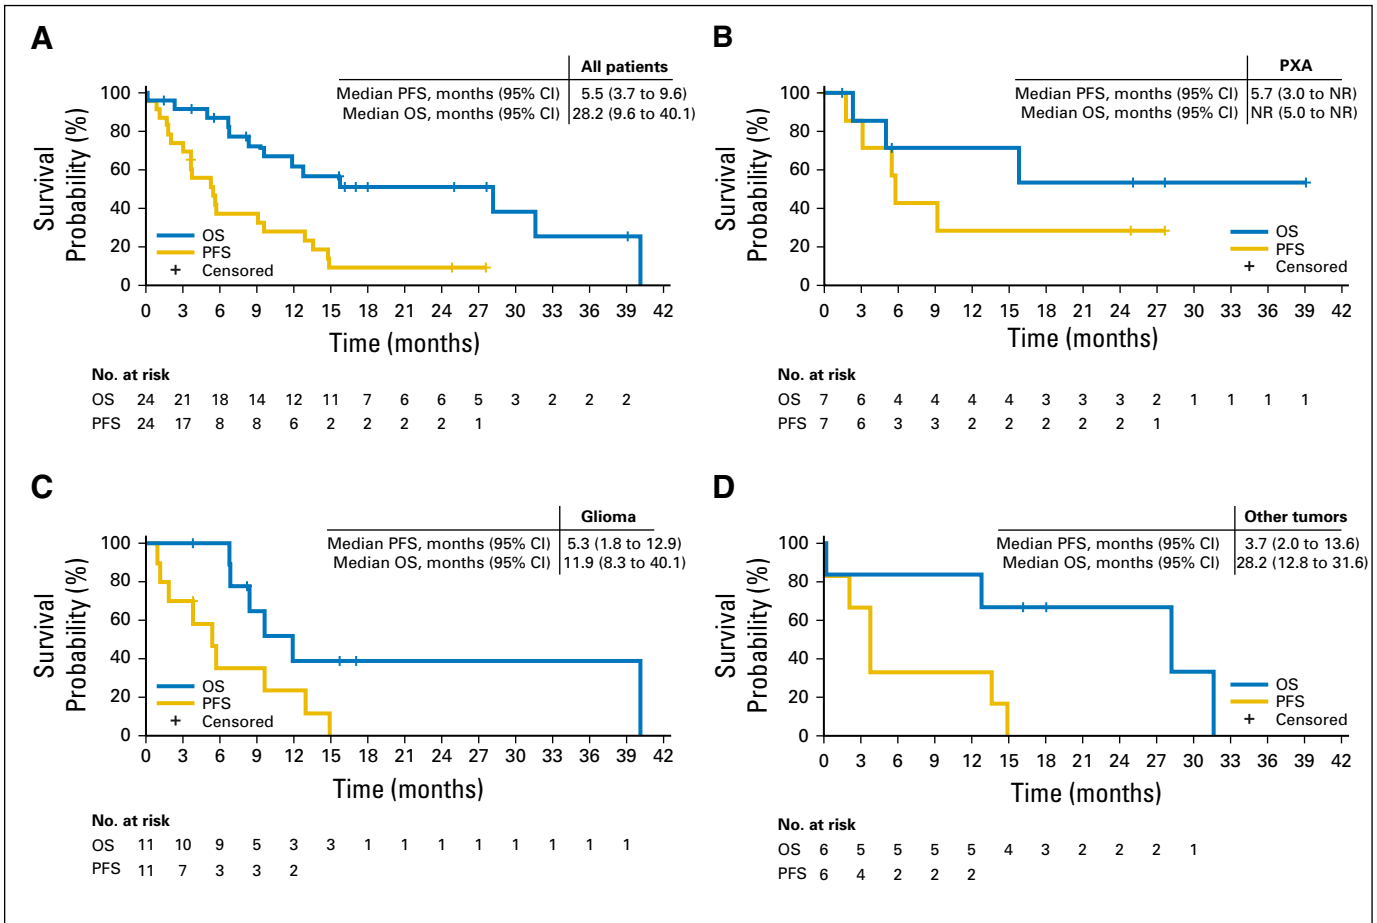 A
All patients
Median PFS, months (95% CI) 5.5 (3.7 to 9.6)
Median OS, months (95% CI) 28.2 (9.6 to 40.1)
Survival Probability (%)
100
80
60
40
20
0
OS
PFS
+ Censored
0 3 6 9 12 15 18 21 24 27 30 33 36 39 42
Time (months)
No. at risk
OS 24 21 18 14 12 11 7 6 6 5 3 2 2 2
PFS 24 17 8 8 6 2 2 2 2 1
B
PXA
Median PFS, months (95% CI) 5.7 (3.0 to NR)
Median OS, months (95% CI) NR (5.0 to NR)
Survival Probability (%)
100
80
60
40
20
0
OS
PFS
+ Censored
0 3 6 9 12 15 18 21 24 27 30 33 36 39 42
Time (months)
No. at risk
OS 7 6 4 4 4 4 3 3 3 2 1 1 1 1
PFS 7 6 3 3 2 2 2 2 2 1
C
Glioma
Median PFS, months (95% CI) 5.3 (1.8 to 12.9)
Median OS, months (95% CI) 11.9 (8.3 to 40.1)
Survival Probability (%)
100
80
60
40
20
0
OS
PFS
+ Censored
0 3 6 9 12 15 18 21 24 27 30 33 36 39 42
Time (months)
No. at risk
OS 11 10 9 5 3 3 1 1 1 1 1 1 1 1
PFS 11 7 3 3 2
D
Other tumors
Median PFS, months (95% CI) 3.7 (2.0 to 13.6)
Median OS, months (95% CI) 28.2 (12.8 to 31.6)
Survival Probability (%)
100
80
60
40
20
0
OS
PFS
+ Censored
0 3 6 9 12 15 18 21 24 27 30 33 36 39 42
Time (months)
No. at risk
OS 6 5 5 5 5 4 3 2 2 2 1
PFS 6 4 2 2 2